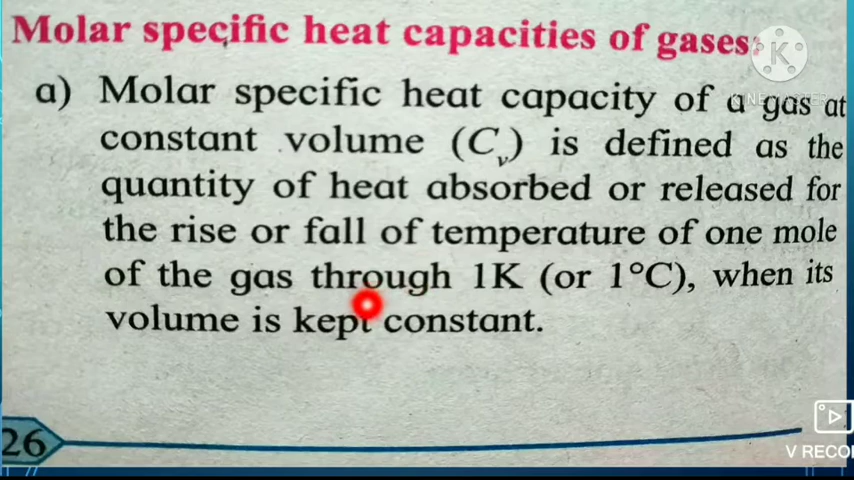 Molar specific heat capacities of gases:
a) Molar specific heat capacity of a gas at
constant volume (Cᵥ) is defined as the
quantity of heat absorbed or released for
the rise or fall of temperature of one mole
of the gas through 1K (or 1°C), when its
volume is kept constant.
26
K
KINEMASTER
V RECO